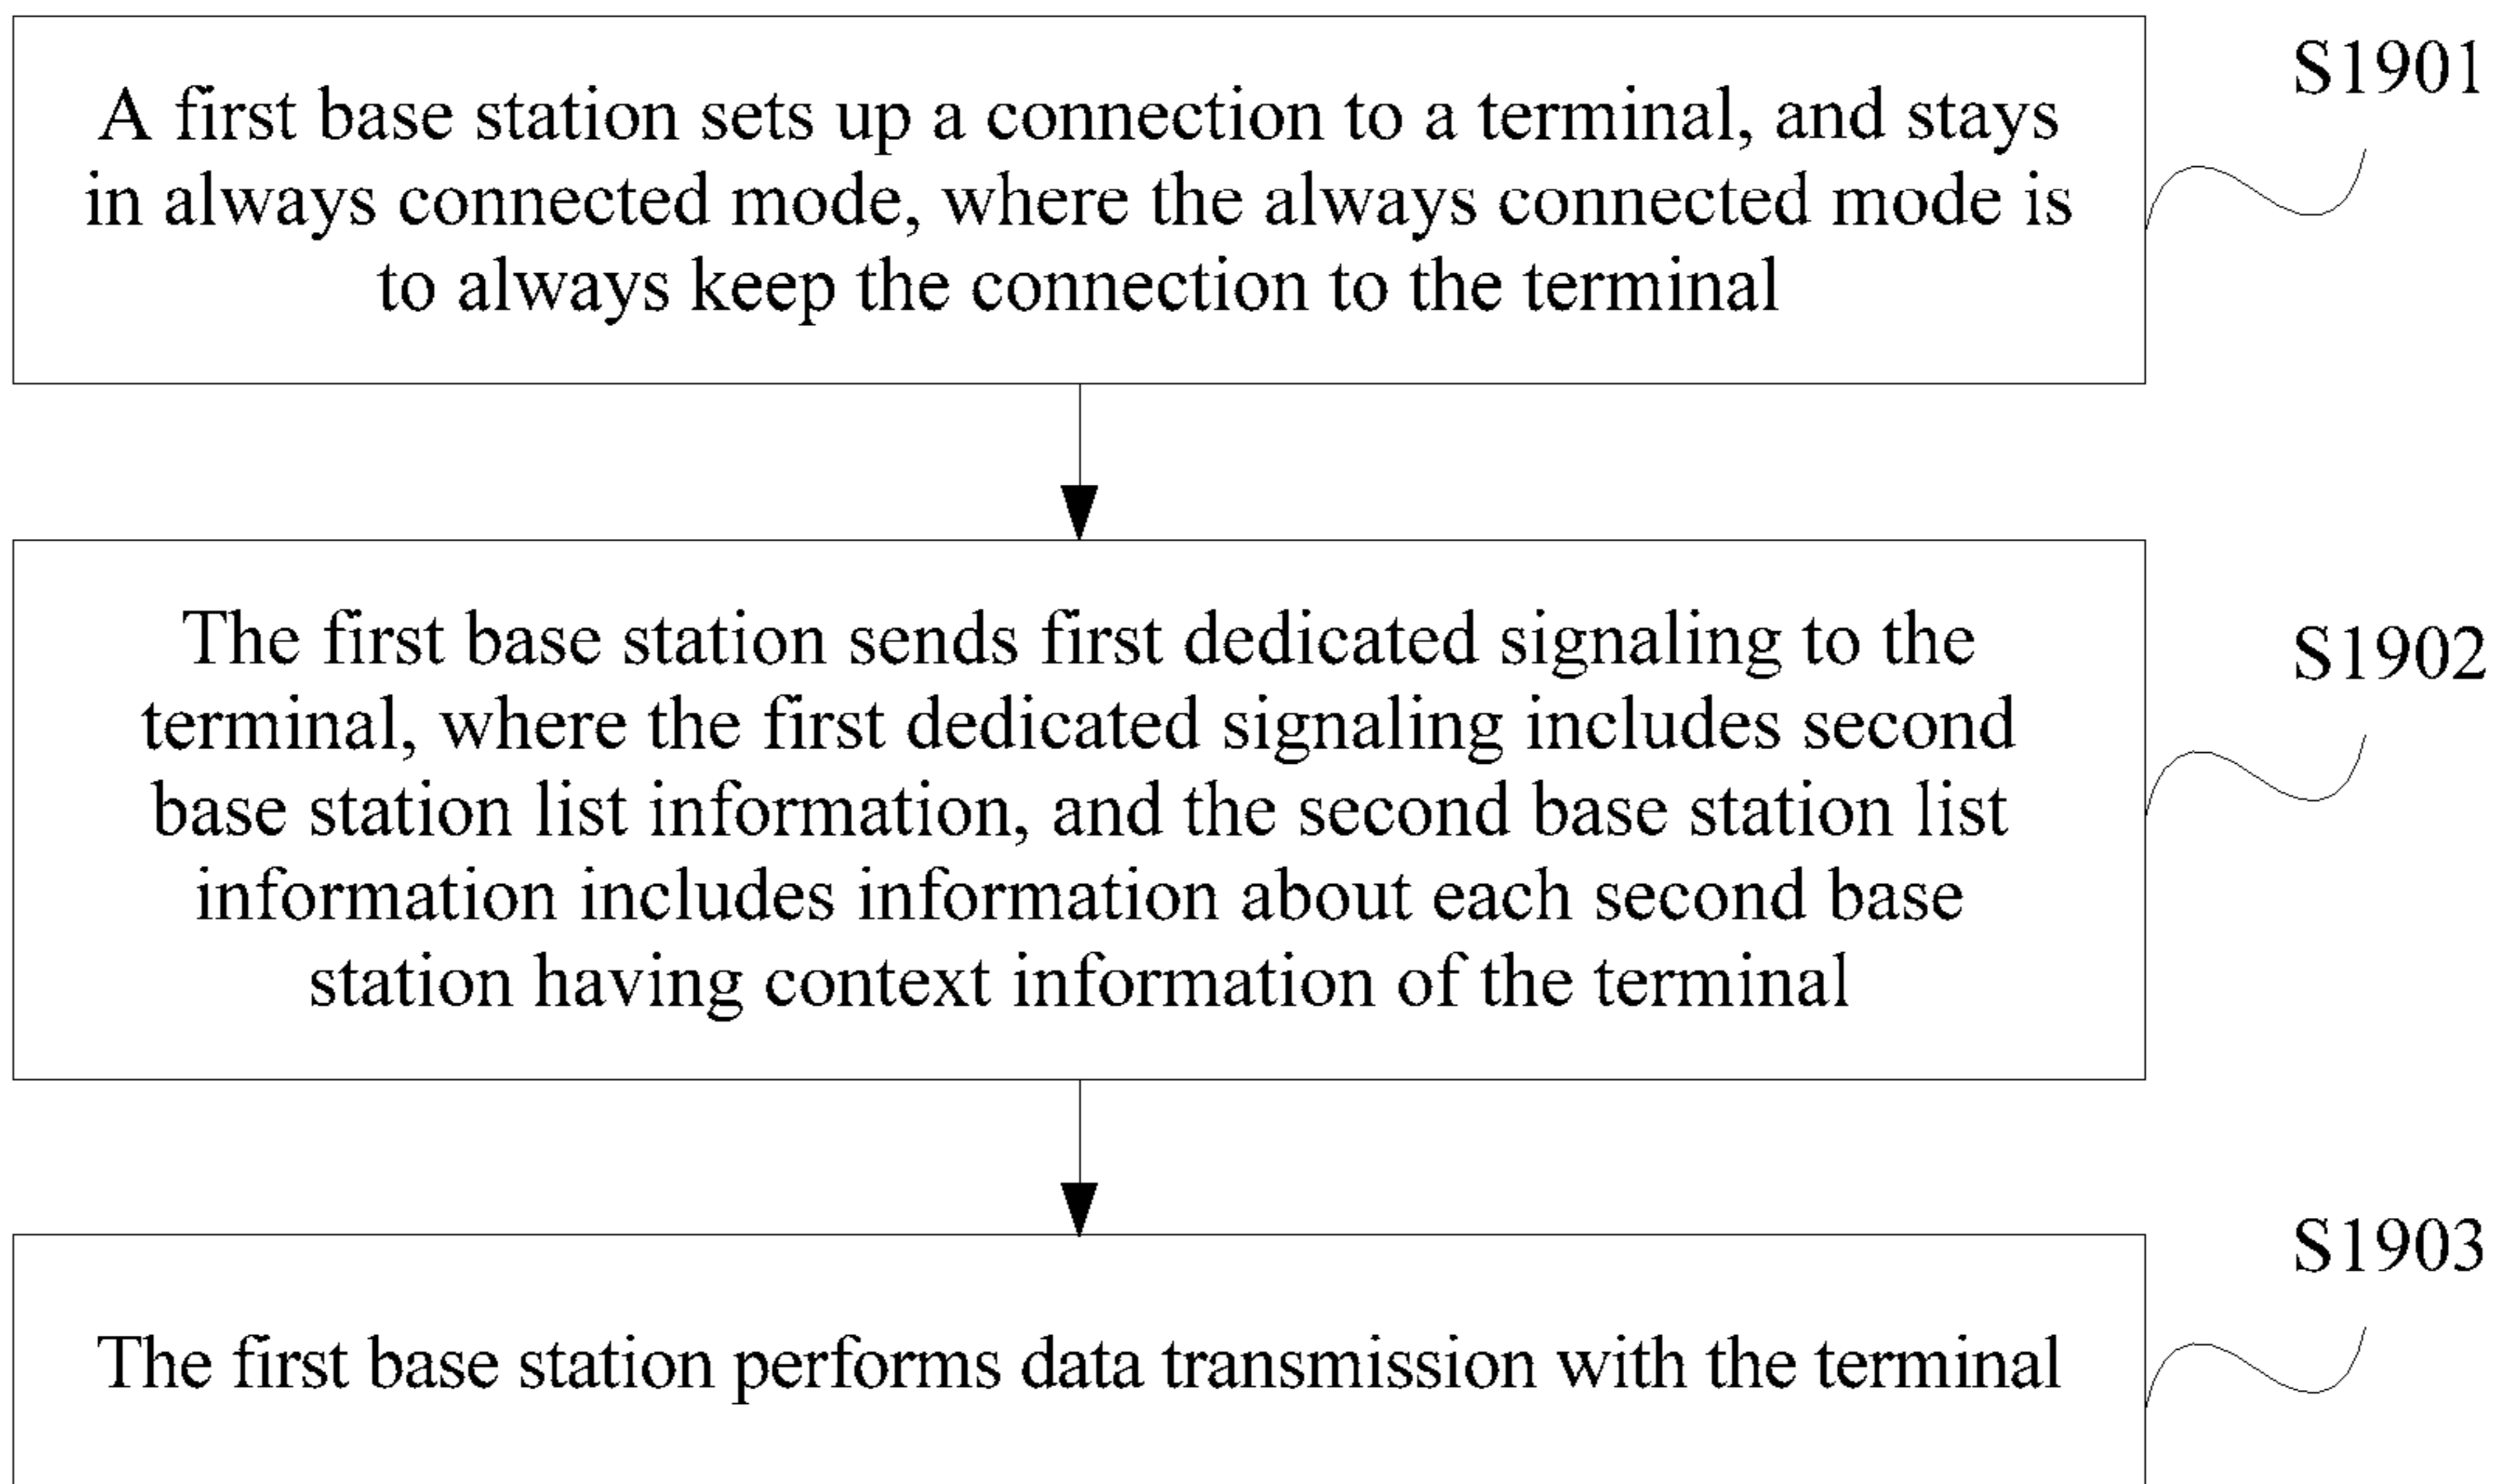 A first base station sets up a connection to a terminal, and stays
in always connected mode, where the always connected mode is
to always keep the connection to the terminal
S1901
The first base station sends first dedicated signaling to the
terminal, where the first dedicated signaling includes second
base station list information, and the second base station list
information includes information about each second base
station having context information of the terminal
S1902
The first base station performs data transmission with the terminal
S1903